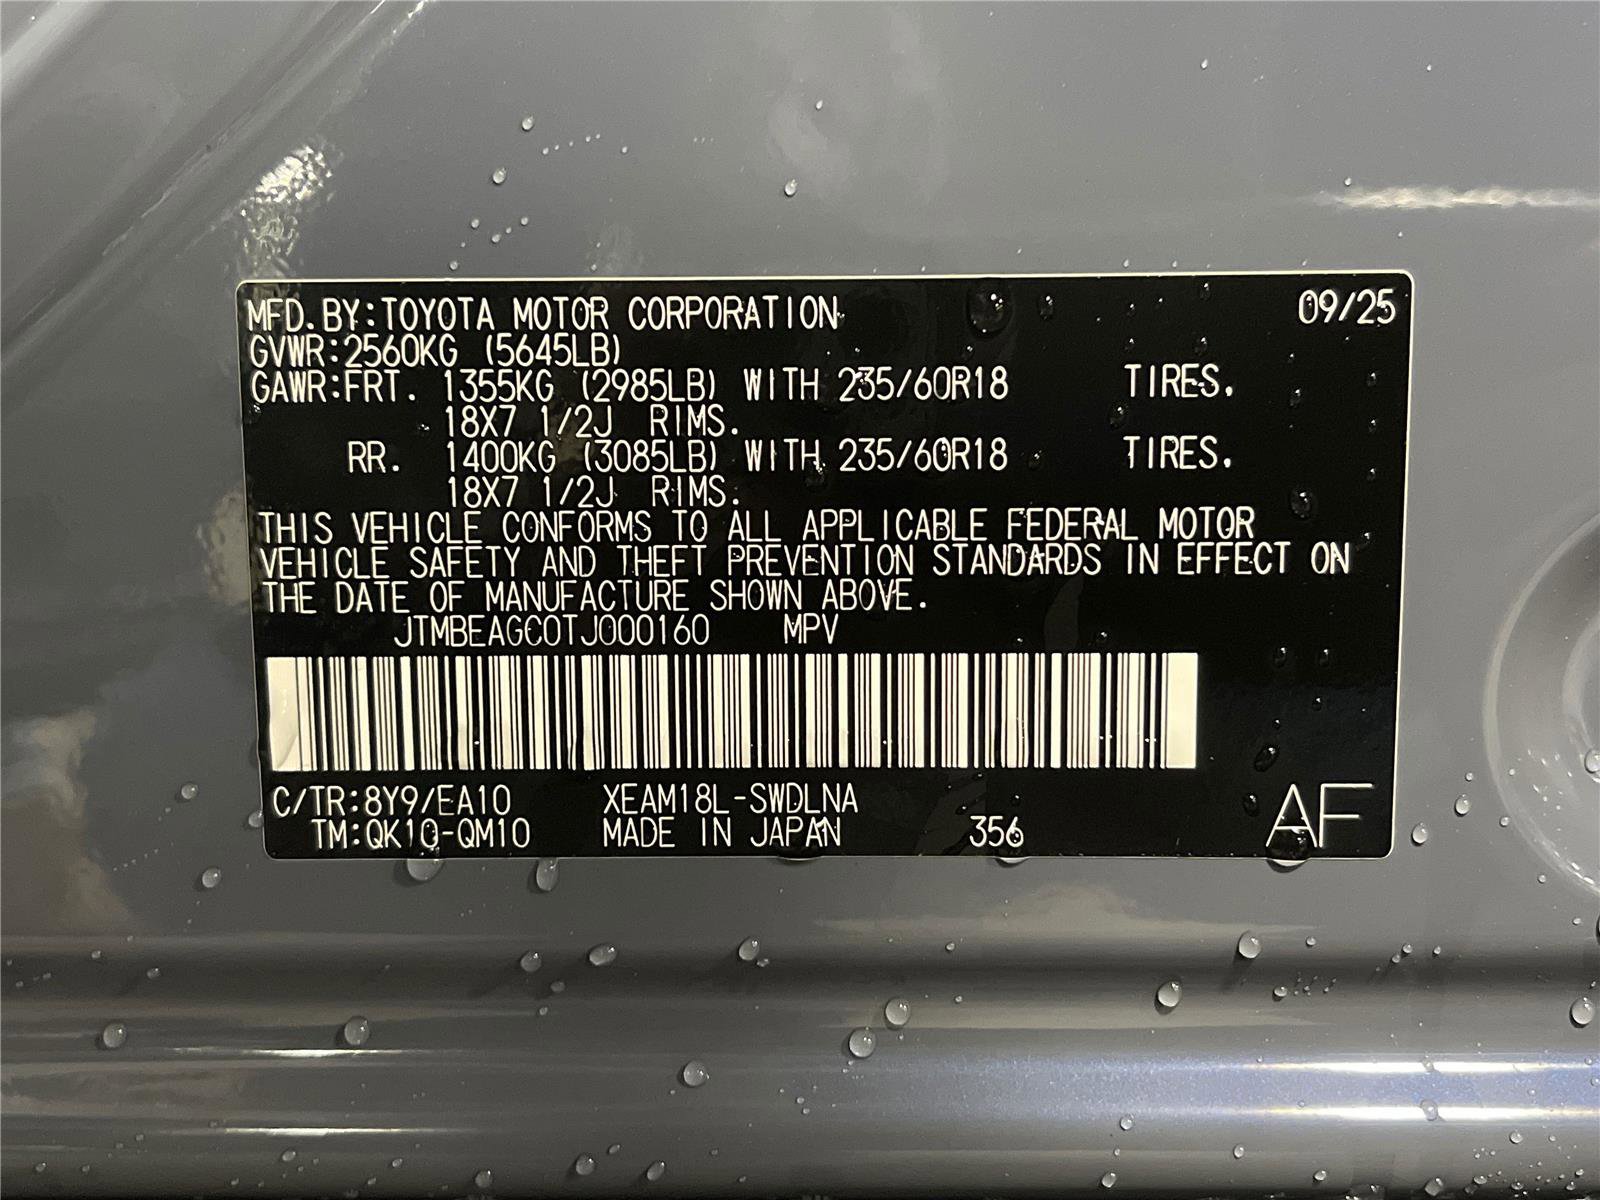 MFD.BY:TOYOTA MOTOR CORPORATION 09/25
GVWR:2560KG (5645LB)
GAWR:FRT. 1355KG (2985LB) WITH 235/60R18 TIRES.
18X7 1/2J RIMS.
RR. 1400KG (3085LB) WITH 235/60R18 TIRES.
18X7 1/2J RIMS.
THIS VEHICLE CONFORMS TO ALL APPLICABLE FEDERAL MOTOR
VEHICLE SAFETY AND THEFT PREVENTION STANDARDS IN EFFECT ON
THE DATE OF MANUFACTURE SHOWN ABOVE.
JTMBEAGC0TJ000160 MPV
C/TR:8Y9/EA10 XEAM18L-SWDLNA
TM:QK10-QM10 MADE IN JAPAN 356 AF